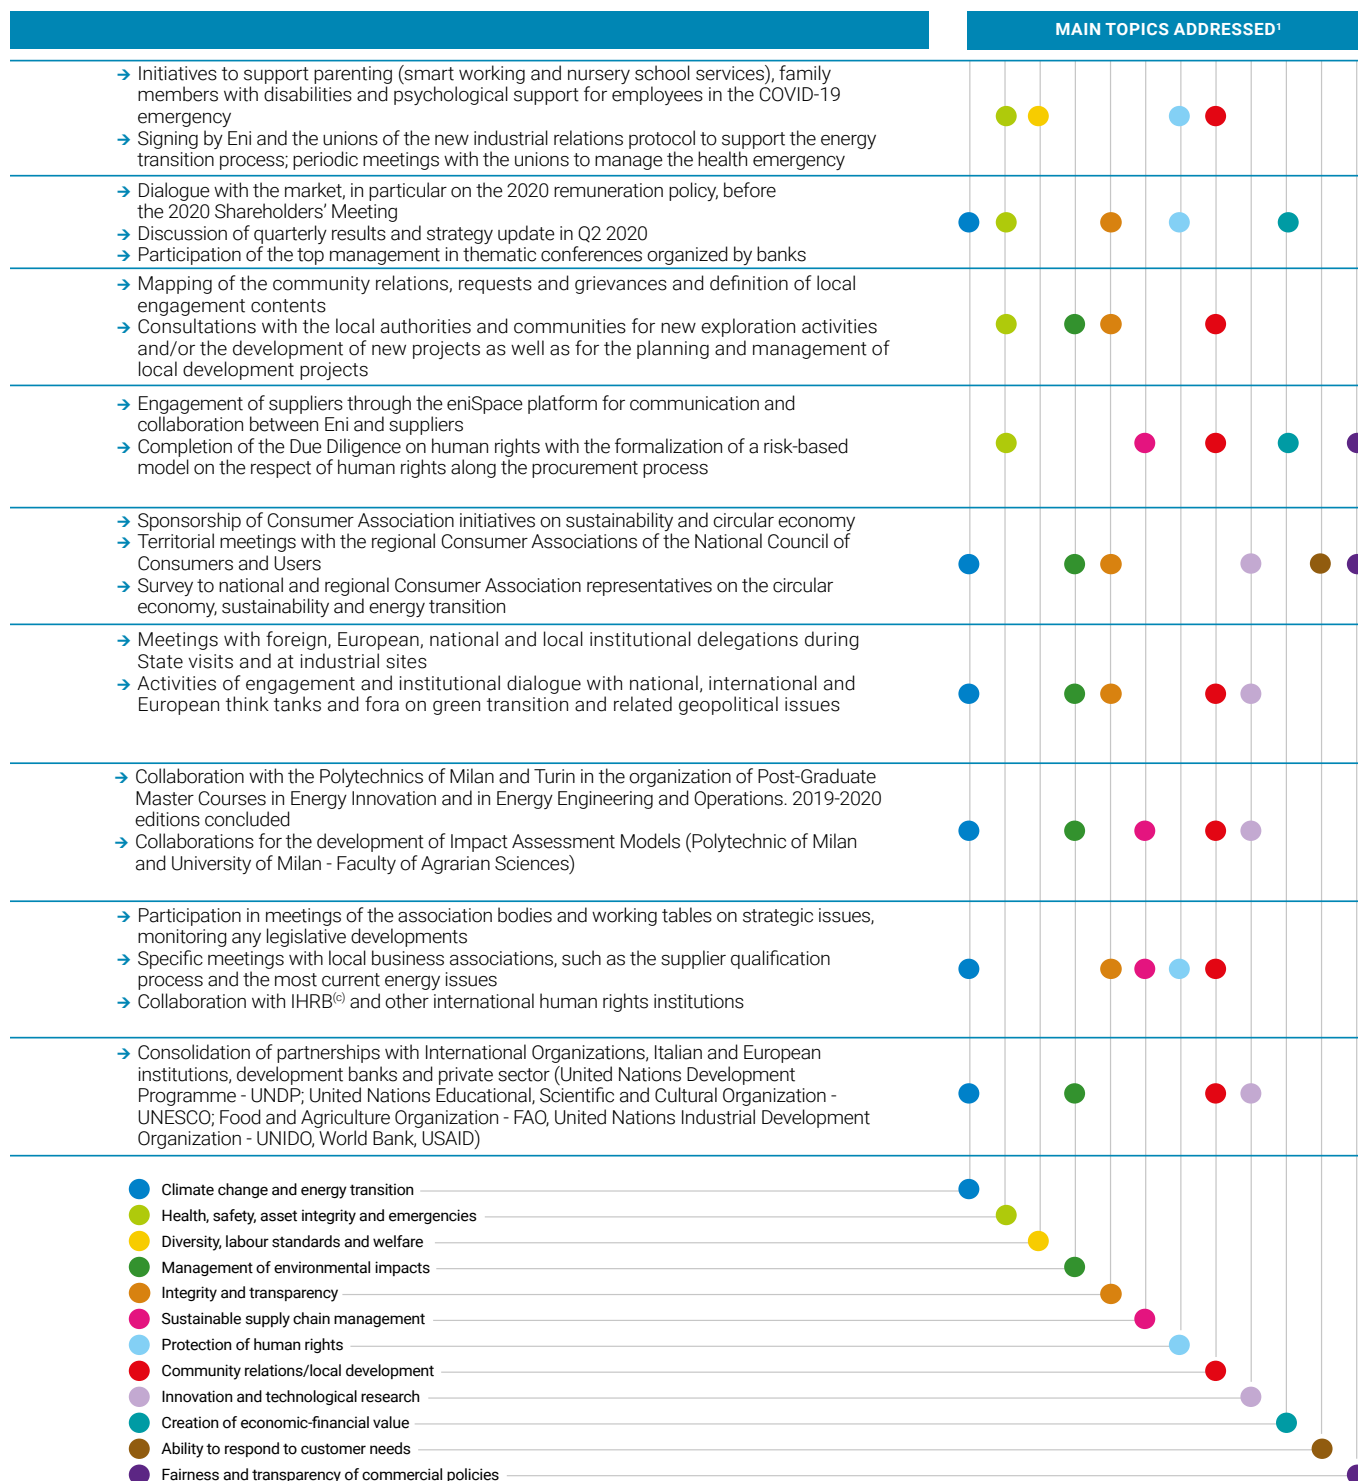 MAIN TOPICS ADDRESSED¹
→ Initiatives to support parenting (smart working and nursery school services), family
members with disabilities and psychological support for employees in the COVID-19
emergency
→ Signing by Eni and the unions of the new industrial relations protocol to support the energy
transition process; periodic meetings with the unions to manage the health emergency
→ Dialogue with the market, in particular on the 2020 remuneration policy, before
the 2020 Shareholders’ Meeting
→ Discussion of quarterly results and strategy update in Q2 2020
→ Participation of the top management in thematic conferences organized by banks
→ Mapping of the community relations, requests and grievances and definition of local
engagement contents
→ Consultations with the local authorities and communities for new exploration activities
and/or the development of new projects as well as for the planning and management of
local development projects
→ Engagement of suppliers through the eniSpace platform for communication and
collaboration between Eni and suppliers
→ Completion of the Due Diligence on human rights with the formalization of a risk-based
model on the respect of human rights along the procurement process
→ Sponsorship of Consumer Association initiatives on sustainability and circular economy
→ Territorial meetings with the regional Consumer Associations of the National Council of
Consumers and Users
→ Survey to national and regional Consumer Association representatives on the circular
economy, sustainability and energy transition
→ Meetings with foreign, European, national and local institutional delegations during
State visits and at industrial sites
→ Activities of engagement and institutional dialogue with national, international and
European think tanks and fora on green transition and related geopolitical issues
→ Collaboration with the Polytechnics of Milan and Turin in the organization of Post-Graduate
Master Courses in Energy Innovation and in Energy Engineering and Operations. 2019-2020
editions concluded
→ Collaborations for the development of Impact Assessment Models (Polytechnic of Milan
and University of Milan - Faculty of Agrarian Sciences)
→ Participation in meetings of the association bodies and working tables on strategic issues,
monitoring any legislative developments
→ Specific meetings with local business associations, such as the supplier qualification
process and the most current energy issues
→ Collaboration with IHRB(c) and other international human rights institutions
→ Consolidation of partnerships with International Organizations, Italian and European
institutions, development banks and private sector (United Nations Development
Programme - UNDP; United Nations Educational, Scientific and Cultural Organization -
UNESCO; Food and Agriculture Organization - FAO, United Nations Industrial Development
Organization - UNIDO, World Bank, USAID)
Climate change and energy transition
Health, safety, asset integrity and emergencies
Diversity, labour standards and welfare
Management of environmental impacts
Integrity and transparency
Sustainable supply chain management
Protection of human rights
Community relations/local development
Innovation and technological research
Creation of economic-financial value
Ability to respond to customer needs
Fairness and transparency of commercial policies